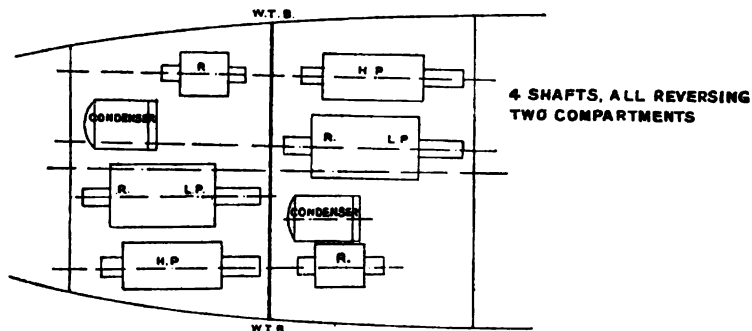 W.T.B.
R
H P
4 SHAFTS, ALL REVERSING
TWO COMPARTMENTS
CONDENSER
R. L P
R. L.P.
CONDENSER
H.P
R.
W.T.B.